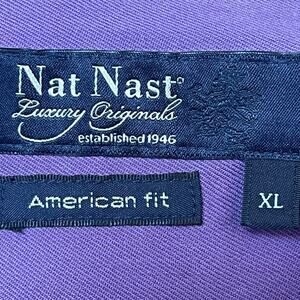 Nat Nast®
Luxury Originals
established 1946
American fit
XL